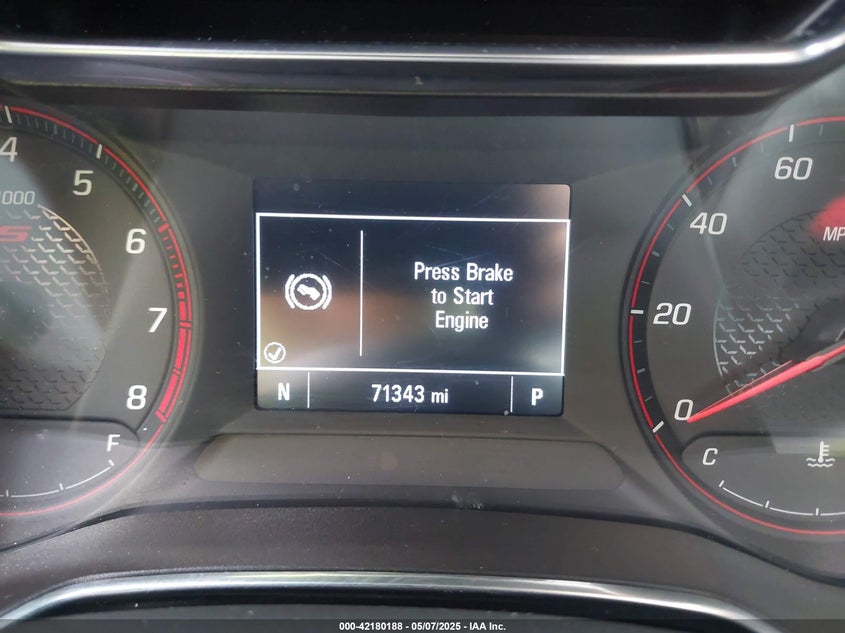 4
5
6
7
8
F
Press Brake
to Start
Engine
N 71343 mi P
60
40
20
0
C
000-42180188 - 05/07/2025 - IAA Inc.